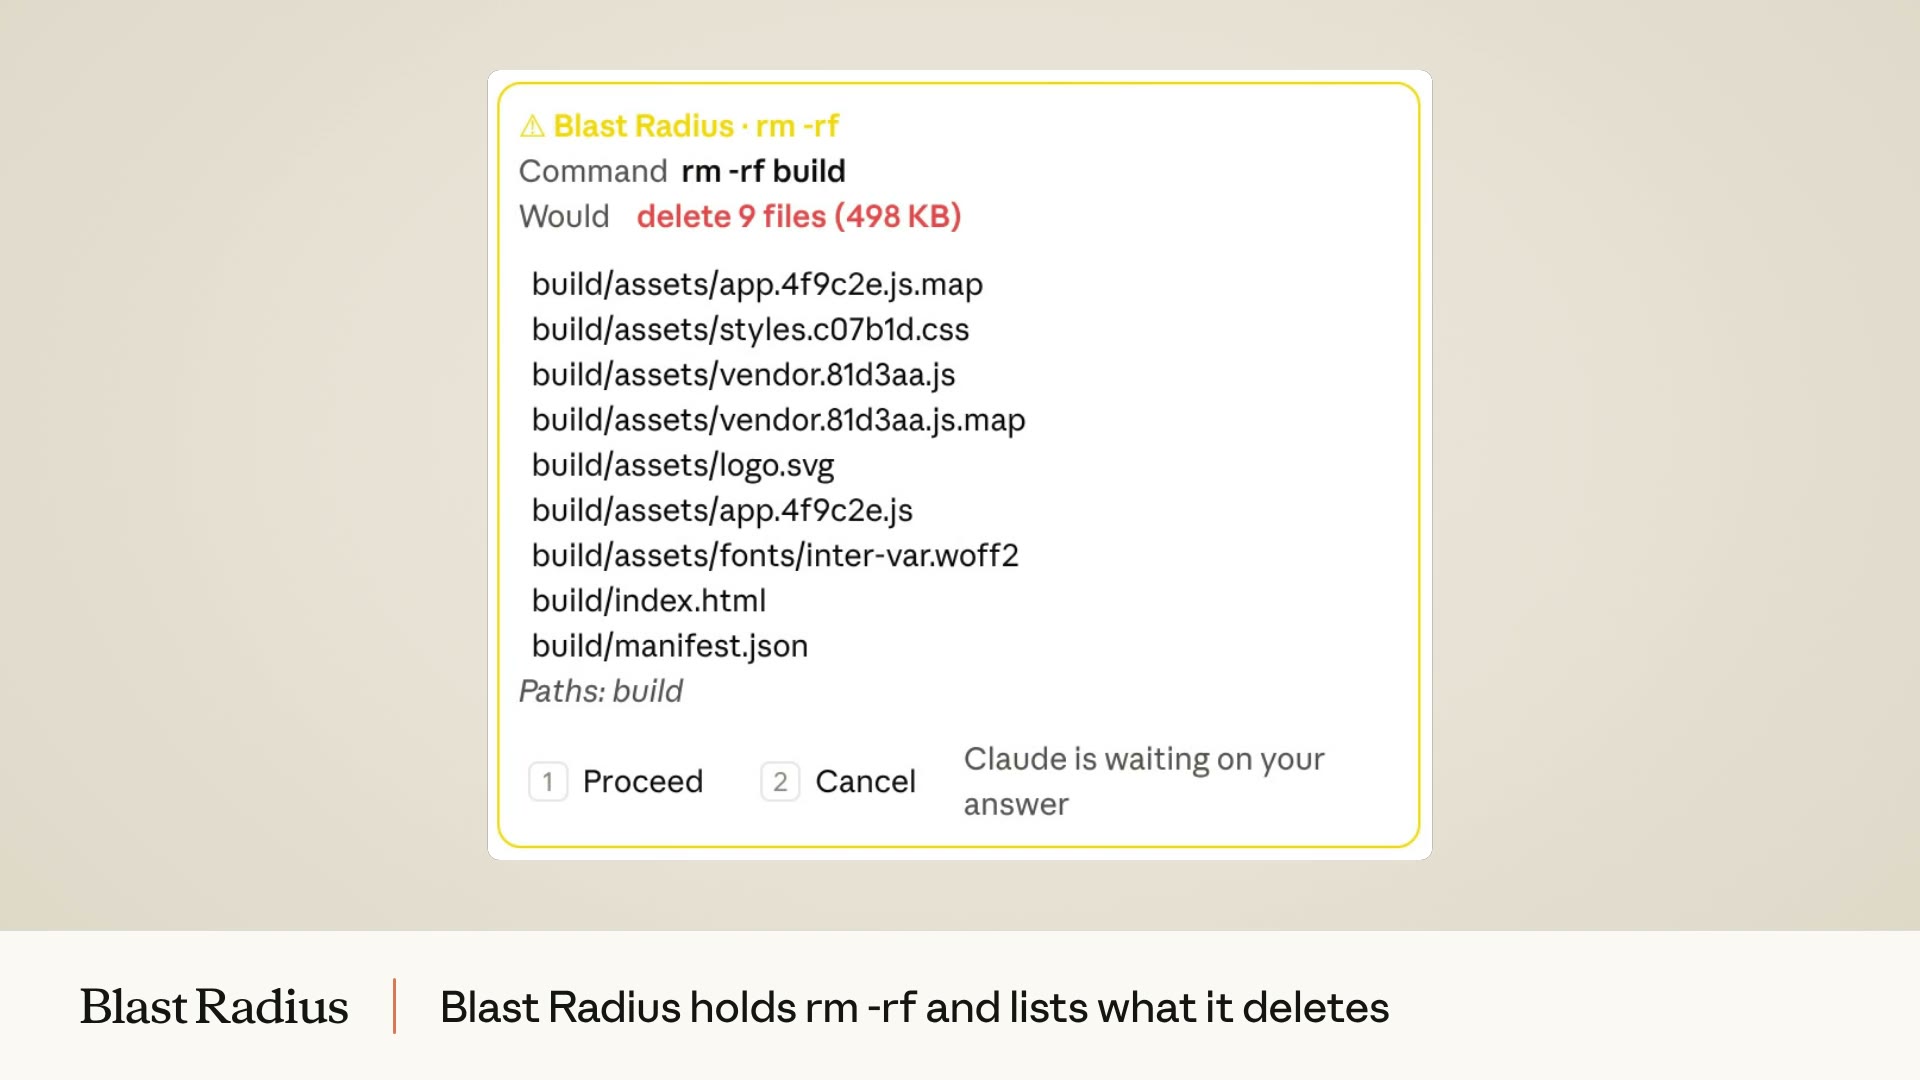 ⚠ Blast Radius · rm -rf
Command rm -rf build
Would delete 9 files (498 KB)
build/assets/app.4f9c2e.js.map
build/assets/styles.c07b1d.css
build/assets/vendor.81d3aa.js
build/assets/vendor.81d3aa.js.map
build/assets/logo.svg
build/assets/app.4f9c2e.js
build/assets/fonts/inter-var.woff2
build/index.html
build/manifest.json
Paths: build
1 Proceed 2 Cancel Claude is waiting on your
answer
Blast Radius Blast Radius holds rm -rf and lists what it deletes